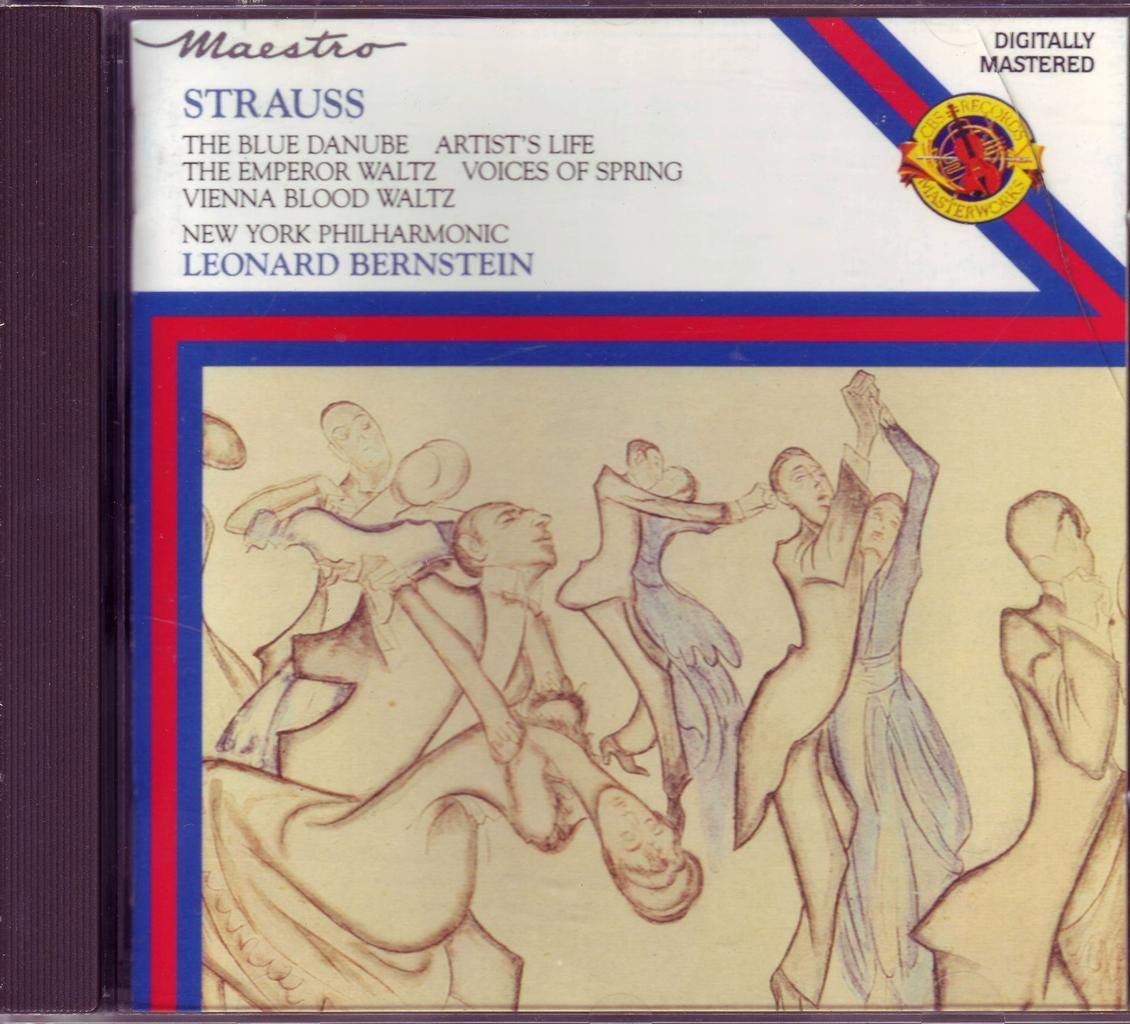 Maestro
DIGITALLY
MASTERED
STRAUSS
THE BLUE DANUBE ARTIST'S LIFE
THE EMPEROR WALTZ VOICES OF SPRING
VIENNA BLOOD WALTZ
NEW YORK PHILHARMONIC
LEONARD BERNSTEIN
CBS RECORDS
MASTERWORKS